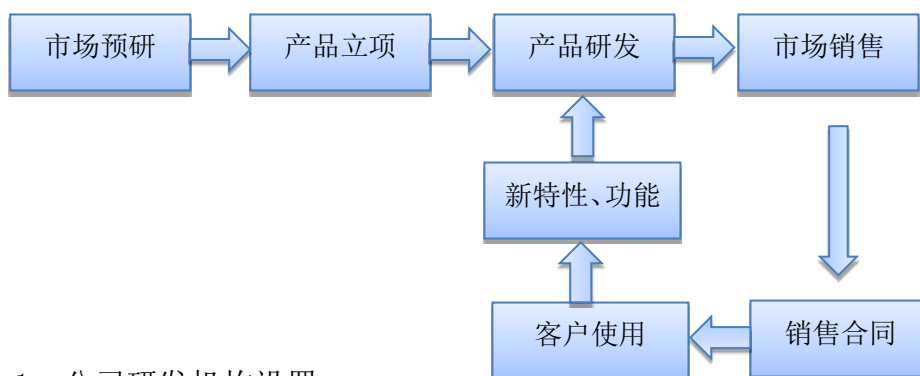 市场预研
产品立项
产品研发
市场销售
新特性、功能
客户使用
销售合同